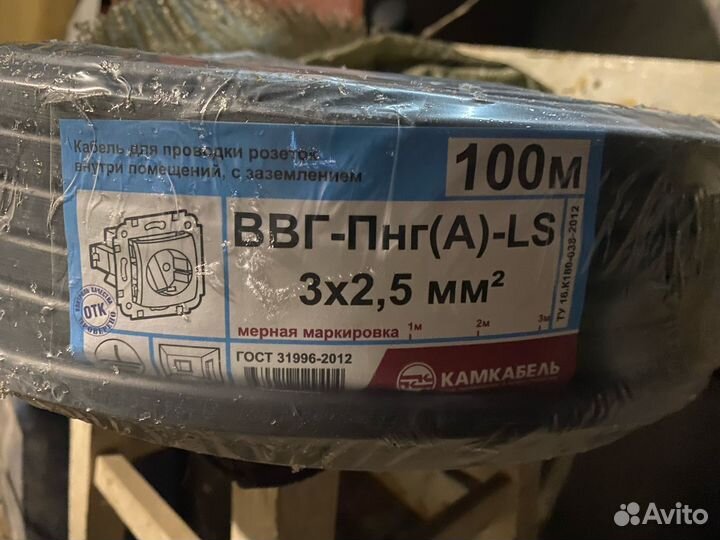 Кабель для проводки розеток
внутри помещений, с заземлением
100м
ВВГ-Пнг(А)-LS
3х2,5 мм²
ТУ 16.К180-038-2012
мерная маркировка 1м 2м 3м
ОТК
ПРОВЕРЕНО
ГОСТ 31996-2012
КАМКАБЕЛЬ
Avito